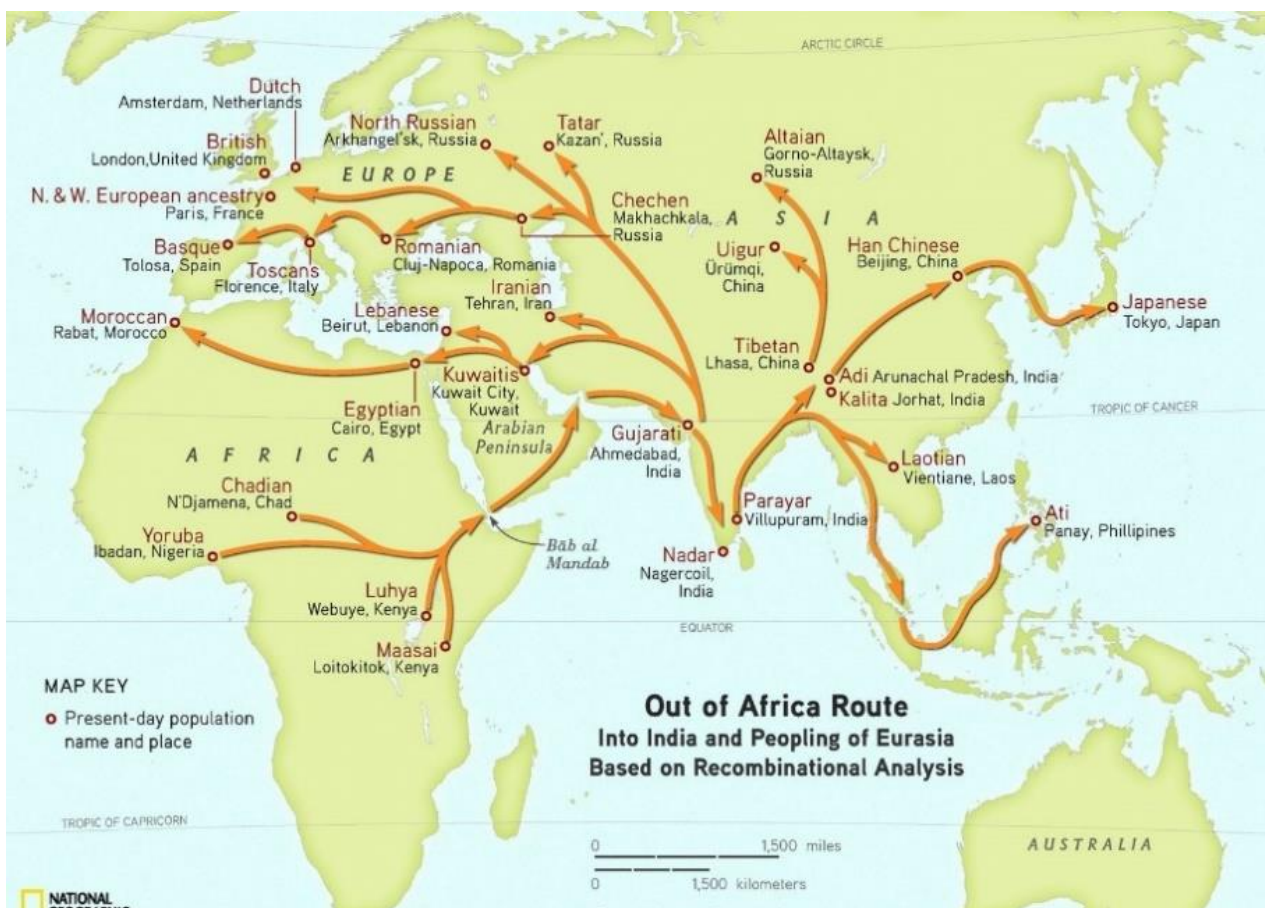 ARCTIC CIRCLE
Dutch
Amsterdam, Netherlands
British
London,United Kingdom
N. & W. European ancestry
Paris, France
Basque
Tolosa, Spain
Toscans
Florence, Italy
EUROPE
North Russian
Arkhangel'sk, Russia
Tatar
Kazan', Russia
Altaian
Gorno-Altaysk,
Russia
Chechen
Makhachkala,
Russia
ASIA
Romanian
Cluj-Napoca, Romania
Uigur
Ürümqi,
China
Han Chinese
Beijing, China
Iranian
Tehran, Iran
Lebanese
Beirut, Lebanon
Moroccan
Rabat, Morocco
Japanese
Tokyo, Japan
Tibetan
Lhasa, China
Adi Arunachal Pradesh, India
Kalita Jorhat, India
Kuwaitis
Kuwait City,
Kuwait
Arabian
Peninsula
Egyptian
Cairo, Egypt
TROPIC OF CANCER
Gujarati
Ahmedabad,
India
AFRICA
Laotian
Vientiane, Laos
Chadian
N'Djamena, Chad
Parayar
Villupuram, India
Ati
Panay, Phillipines
Yoruba
Ibadan, Nigeria
Bāb al
Mandab
Nadar
Nagercoil,
India
Luhya
Webuye, Kenya
EQUATOR
Maasai
Loitokitok, Kenya
MAP KEY
Present-day population
name and place
Out of Africa Route
Into India and Peopling of Eurasia
Based on Recombinational Analysis
TROPIC OF CAPRICORN
0 1,500 miles
0 1,500 kilometers
AUSTRALIA
NATIONAL
GEOGRAPHIC